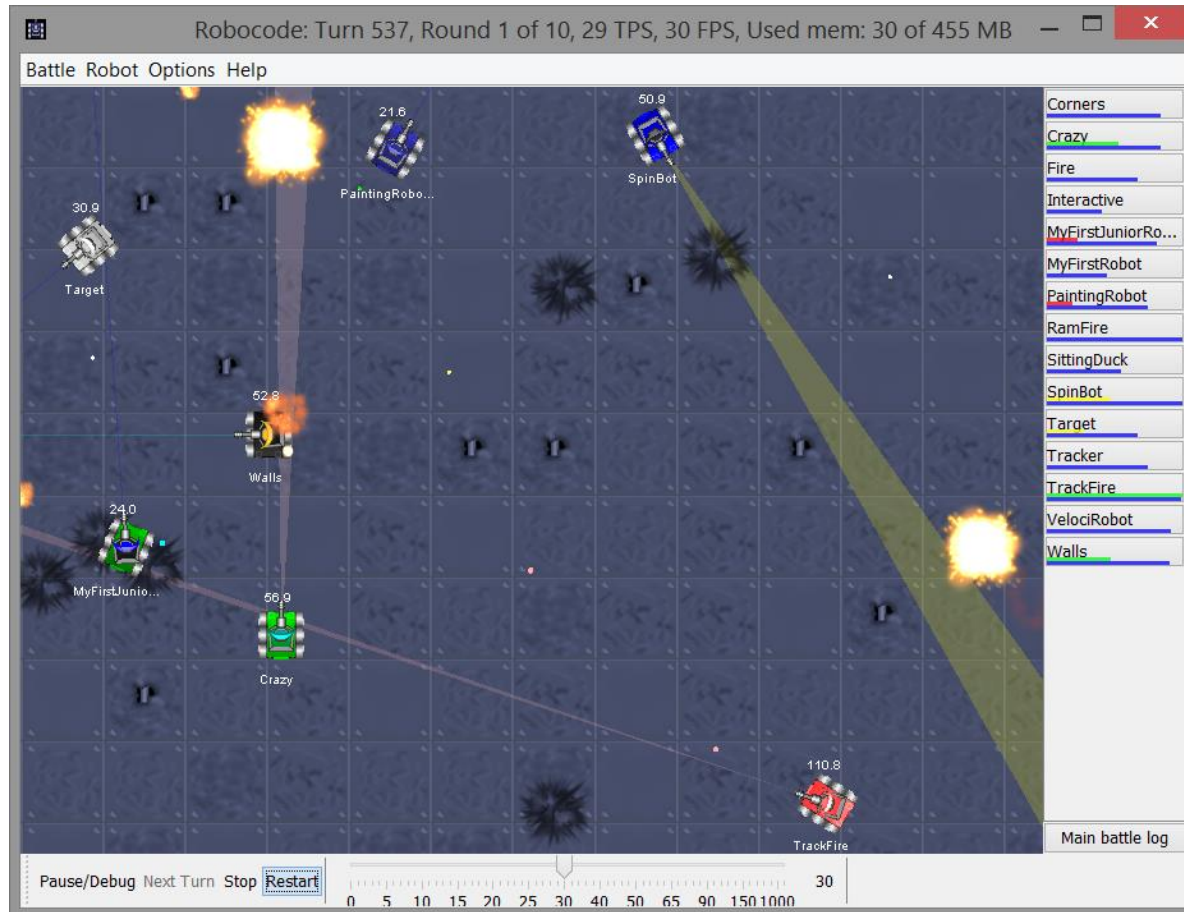 Robocode: Turn 537, Round 1 of 10, 29 TPS, 30 FPS, Used mem: 30 of 455 MB
Battle Robot Options Help
21.6
PaintingRobo...
50.9
SpinBot
30.9
Target
52.8
Walls
24.0
MyFirstJunio...
56.9
Crazy
110.8
TrackFire
Corners
Crazy
Fire
Interactive
MyFirstJuniorRo...
MyFirstRobot
PaintingRobot
RamFire
SittingDuck
SpinBot
Target
Tracker
TrackFire
VelociRobot
Walls
Main battle log
Pause/Debug Next Turn Stop Restart
0 5 10 15 20 25 30 40 50 65 90 150 1000
30